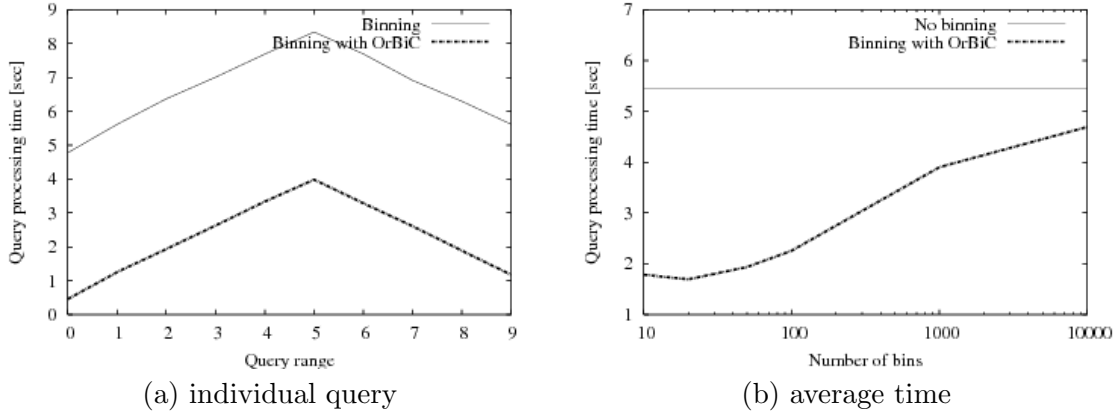 9
8
7
6
5
4
3
2
1
0
Query processing time [sec]
Binning
Binning with OrBiC
0 1 2 3 4 5 6 7 8 9
Query range
(a) individual query
7
6
5
4
3
2
1
Query processing time [sec]
No binning
Binning with OrBiC
10 100 1000 10000
Number of bins
(b) average time